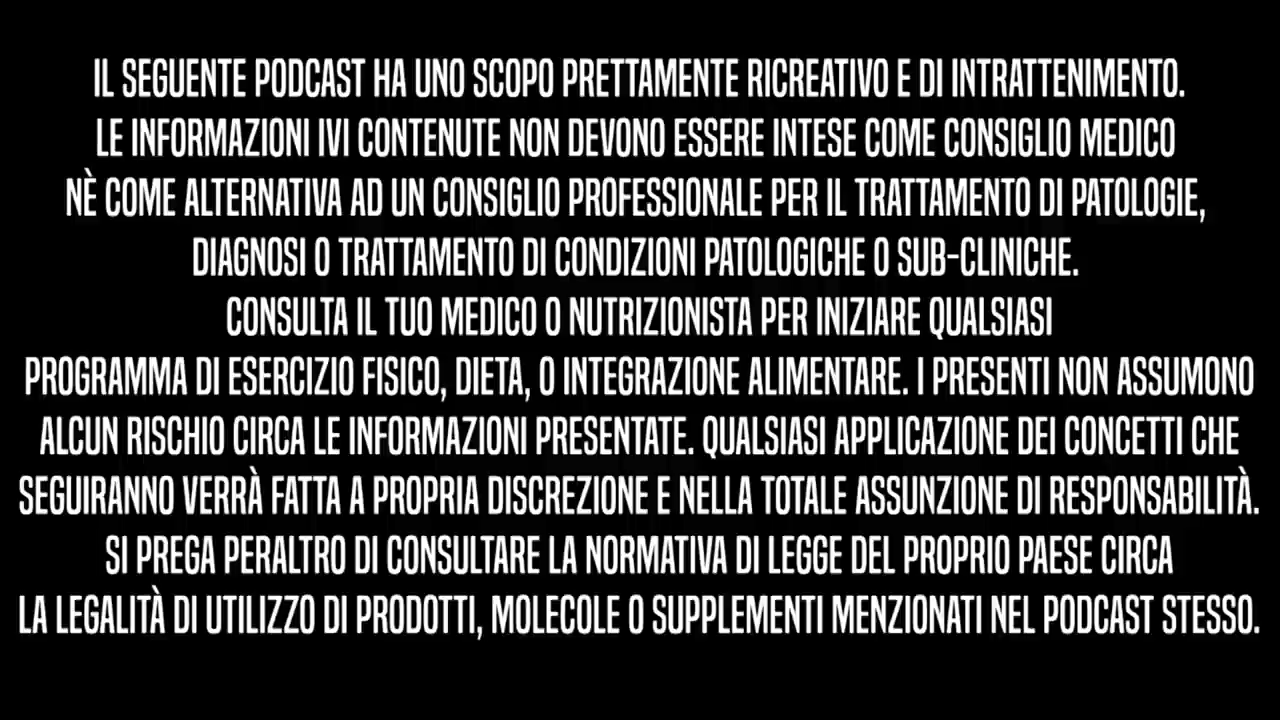 IL SEGUENTE PODCAST HA UNO SCOPO PRETTAMENTE RICREATIVO E DI INTRATTENIMENTO.
LE INFORMAZIONI IVI CONTENUTE NON DEVONO ESSERE INTESE COME CONSIGLIO MEDICO
NÈ COME ALTERNATIVA AD UN CONSIGLIO PROFESSIONALE PER IL TRATTAMENTO DI PATOLOGIE,
DIAGNOSI O TRATTAMENTO DI CONDIZIONI PATOLOGICHE O SUB-CLINICHE.
CONSULTA IL TUO MEDICO O NUTRIZIONISTA PER INIZIARE QUALSIASI
PROGRAMMA DI ESERCIZIO FISICO, DIETA, O INTEGRAZIONE ALIMENTARE. I PRESENTI NON ASSUMONO
ALCUN RISCHIO CIRCA LE INFORMAZIONI PRESENTATE. QUALSIASI APPLICAZIONE DEI CONCETTI CHE
SEGUIRANNO VERRÀ FATTA A PROPRIA DISCREZIONE E NELLA TOTALE ASSUNZIONE DI RESPONSABILITÀ.
SI PREGA PERALTRO DI CONSULTARE LA NORMATIVA DI LEGGE DEL PROPRIO PAESE CIRCA
LA LEGALITÀ DI UTILIZZO DI PRODOTTI, MOLECOLE O SUPPLEMENTI MENZIONATI NEL PODCAST STESSO.